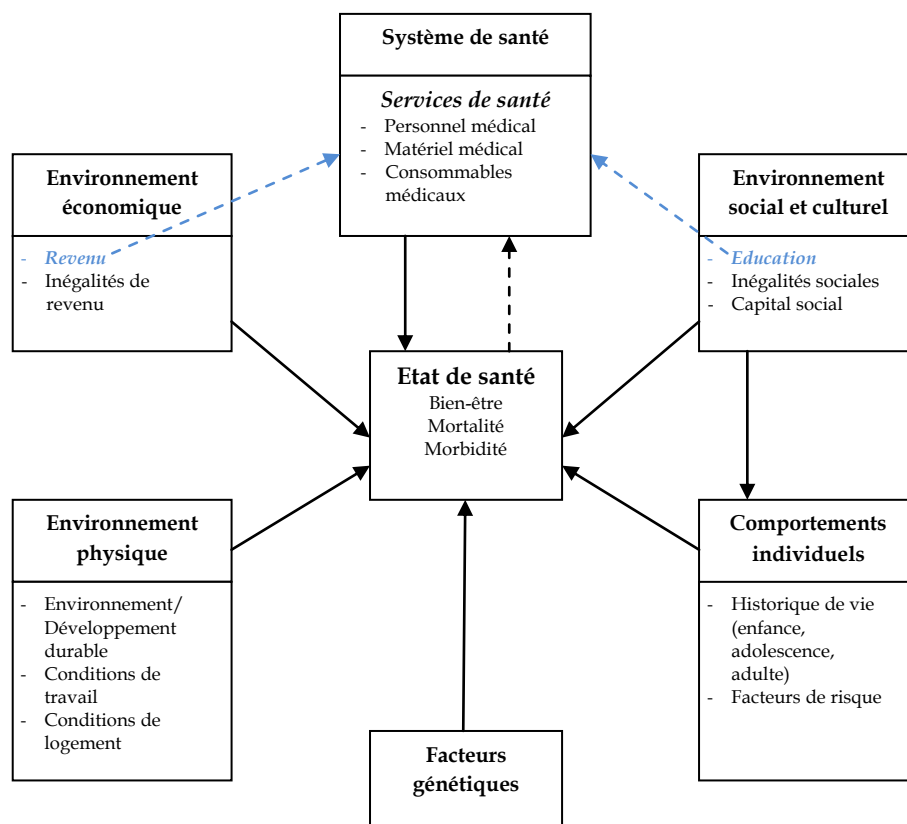 Système de santé
Services de santé
- Personnel médical
- Matériel médical
- Consommables
médicaux
Environnement
économique
- Revenu
- Inégalités de
revenu
Environnement
social et culturel
- Education
- Inégalités sociales
- Capital social
Etat de santé
Bien-être
Mortalité
Morbidité
Environnement
physique
- Environnement/
Développement
durable
- Conditions de
travail
- Conditions de
logement
Comportements
individuels
- Historique de vie
(enfance,
adolescence,
adulte)
- Facteurs de risque
Facteurs
génétiques